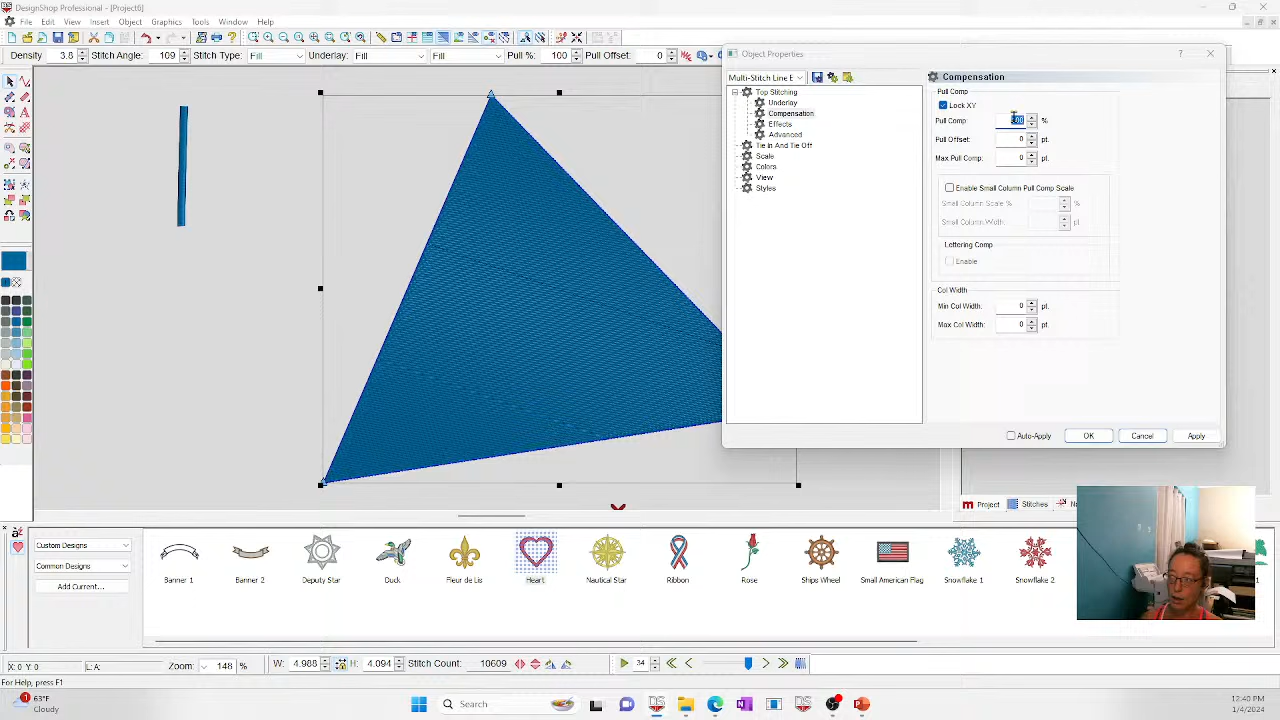 DesignShop Professional - [Project6]
File Edit View Insert Object Graphics Tools Window Help
Density 3.8 Stitch Angle: 109 Stitch Type: Fill Underlay: Fill Fill Pull % 100 Pull Offset: 0
Object Properties
Multi-Stitch Line E
Top Stitching
Underlay
Compensation
Effects
Advanced
Tie In And Tie Off
Scale
Colors
View
Styles
Compensation
Pull Comp
Lock XY
Pull Comp: %
Pull Offset: 0 pt.
Max Pull Comp: 0 pt.
Enable Small Column Pull Comp Scale
Small Column Scale % %
Small Column Width: pt
Lettering Comp
Enable
Col Width
Min Col Width: 0 pt.
Max Col Width: 0 pt.
Auto-Apply OK Cancel Apply
Project Stitches
Custom Designs
Common Designs
Add Current...
Banner 1 Banner 2 Deputy Star Duck Fleur de Lis Heart Nautical Star Ribbon Rose Ships Wheel Small American Flag Snowflake 1 Snowflake 2
X: 0 Y: 0 L: A: Zoom: 148 % W: 4.988 H: 4.094 Stitch Count: 10609 34
For Help, press F1
1
63°F
Cloudy
Search
12:40 PM
1/4/2024